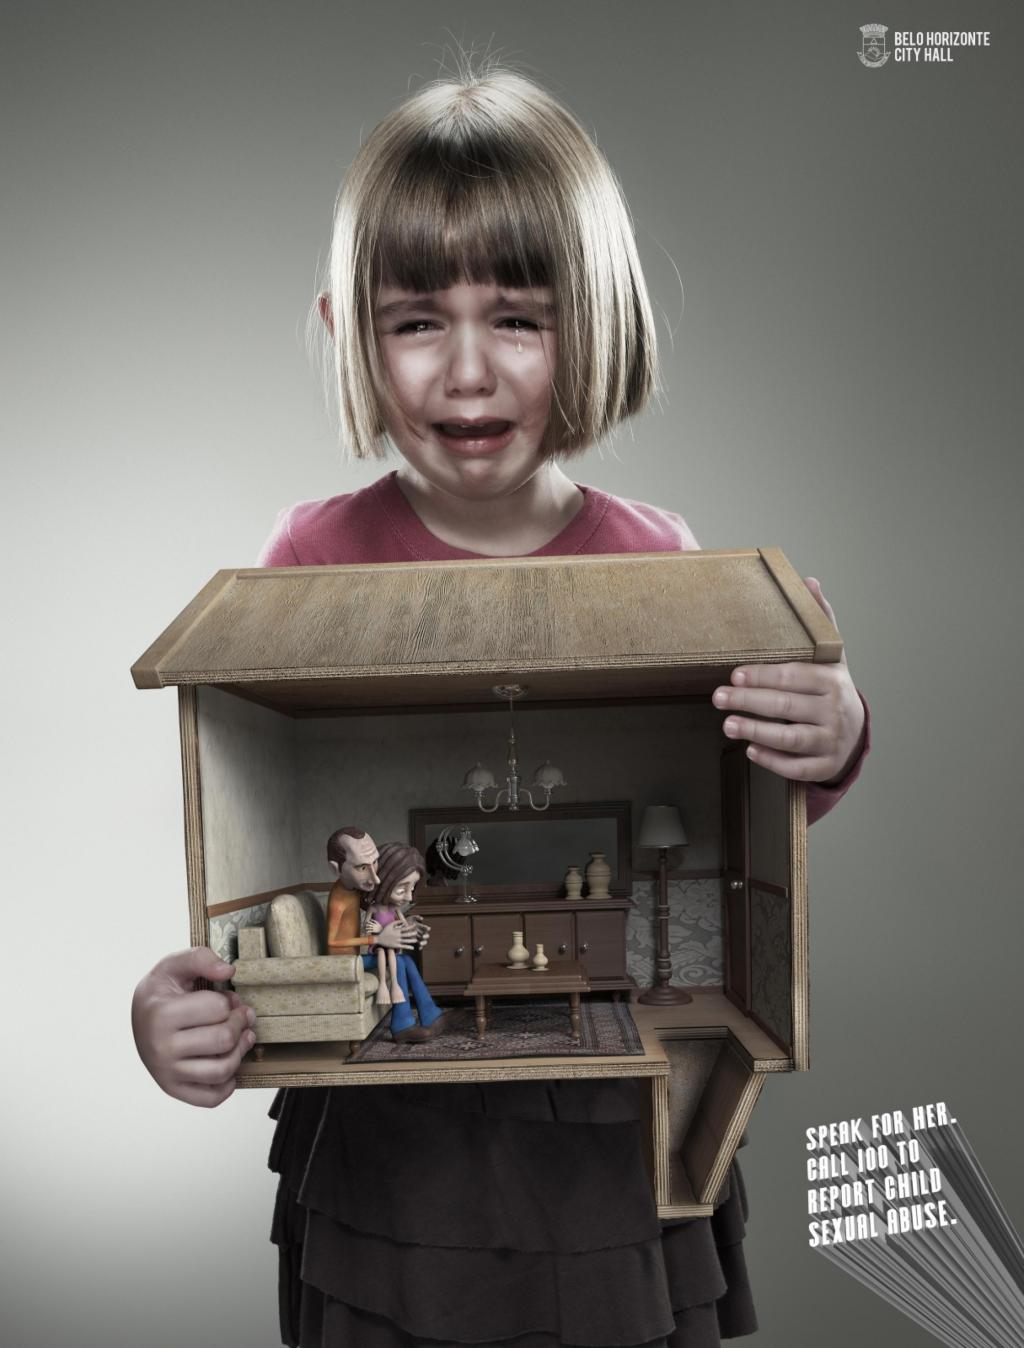 BELO HORIZONTE
CITY HALL
SPEAK FOR HER.
CALL 100 TO
REPORT CHILD
SEXUAL ABUSE.